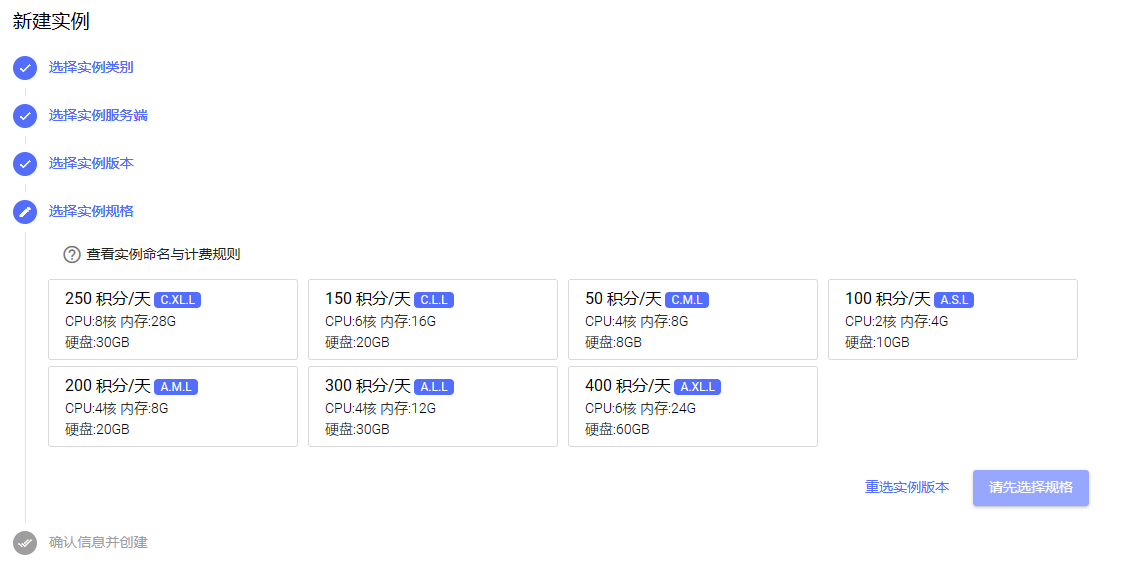 新建实例
选择实例类别
选择实例服务端
选择实例版本
选择实例规格
查看实例命名与计费规则
250 积分/天 C.XL.L
CPU:8核 内存:28G
硬盘:30GB
150 积分/天 C.L.L
CPU:6核 内存:16G
硬盘:20GB
50 积分/天 C.M.L
CPU:4核 内存:8G
硬盘:8GB
100 积分/天 A.S.L
CPU:2核 内存:4G
硬盘:10GB
200 积分/天 A.M.L
CPU:4核 内存:8G
硬盘:20GB
300 积分/天 A.L.L
CPU:4核 内存:12G
硬盘:30GB
400 积分/天 A.XL.L
CPU:6核 内存:24G
硬盘:60GB
重选实例版本
请先选择规格
确认信息并创建